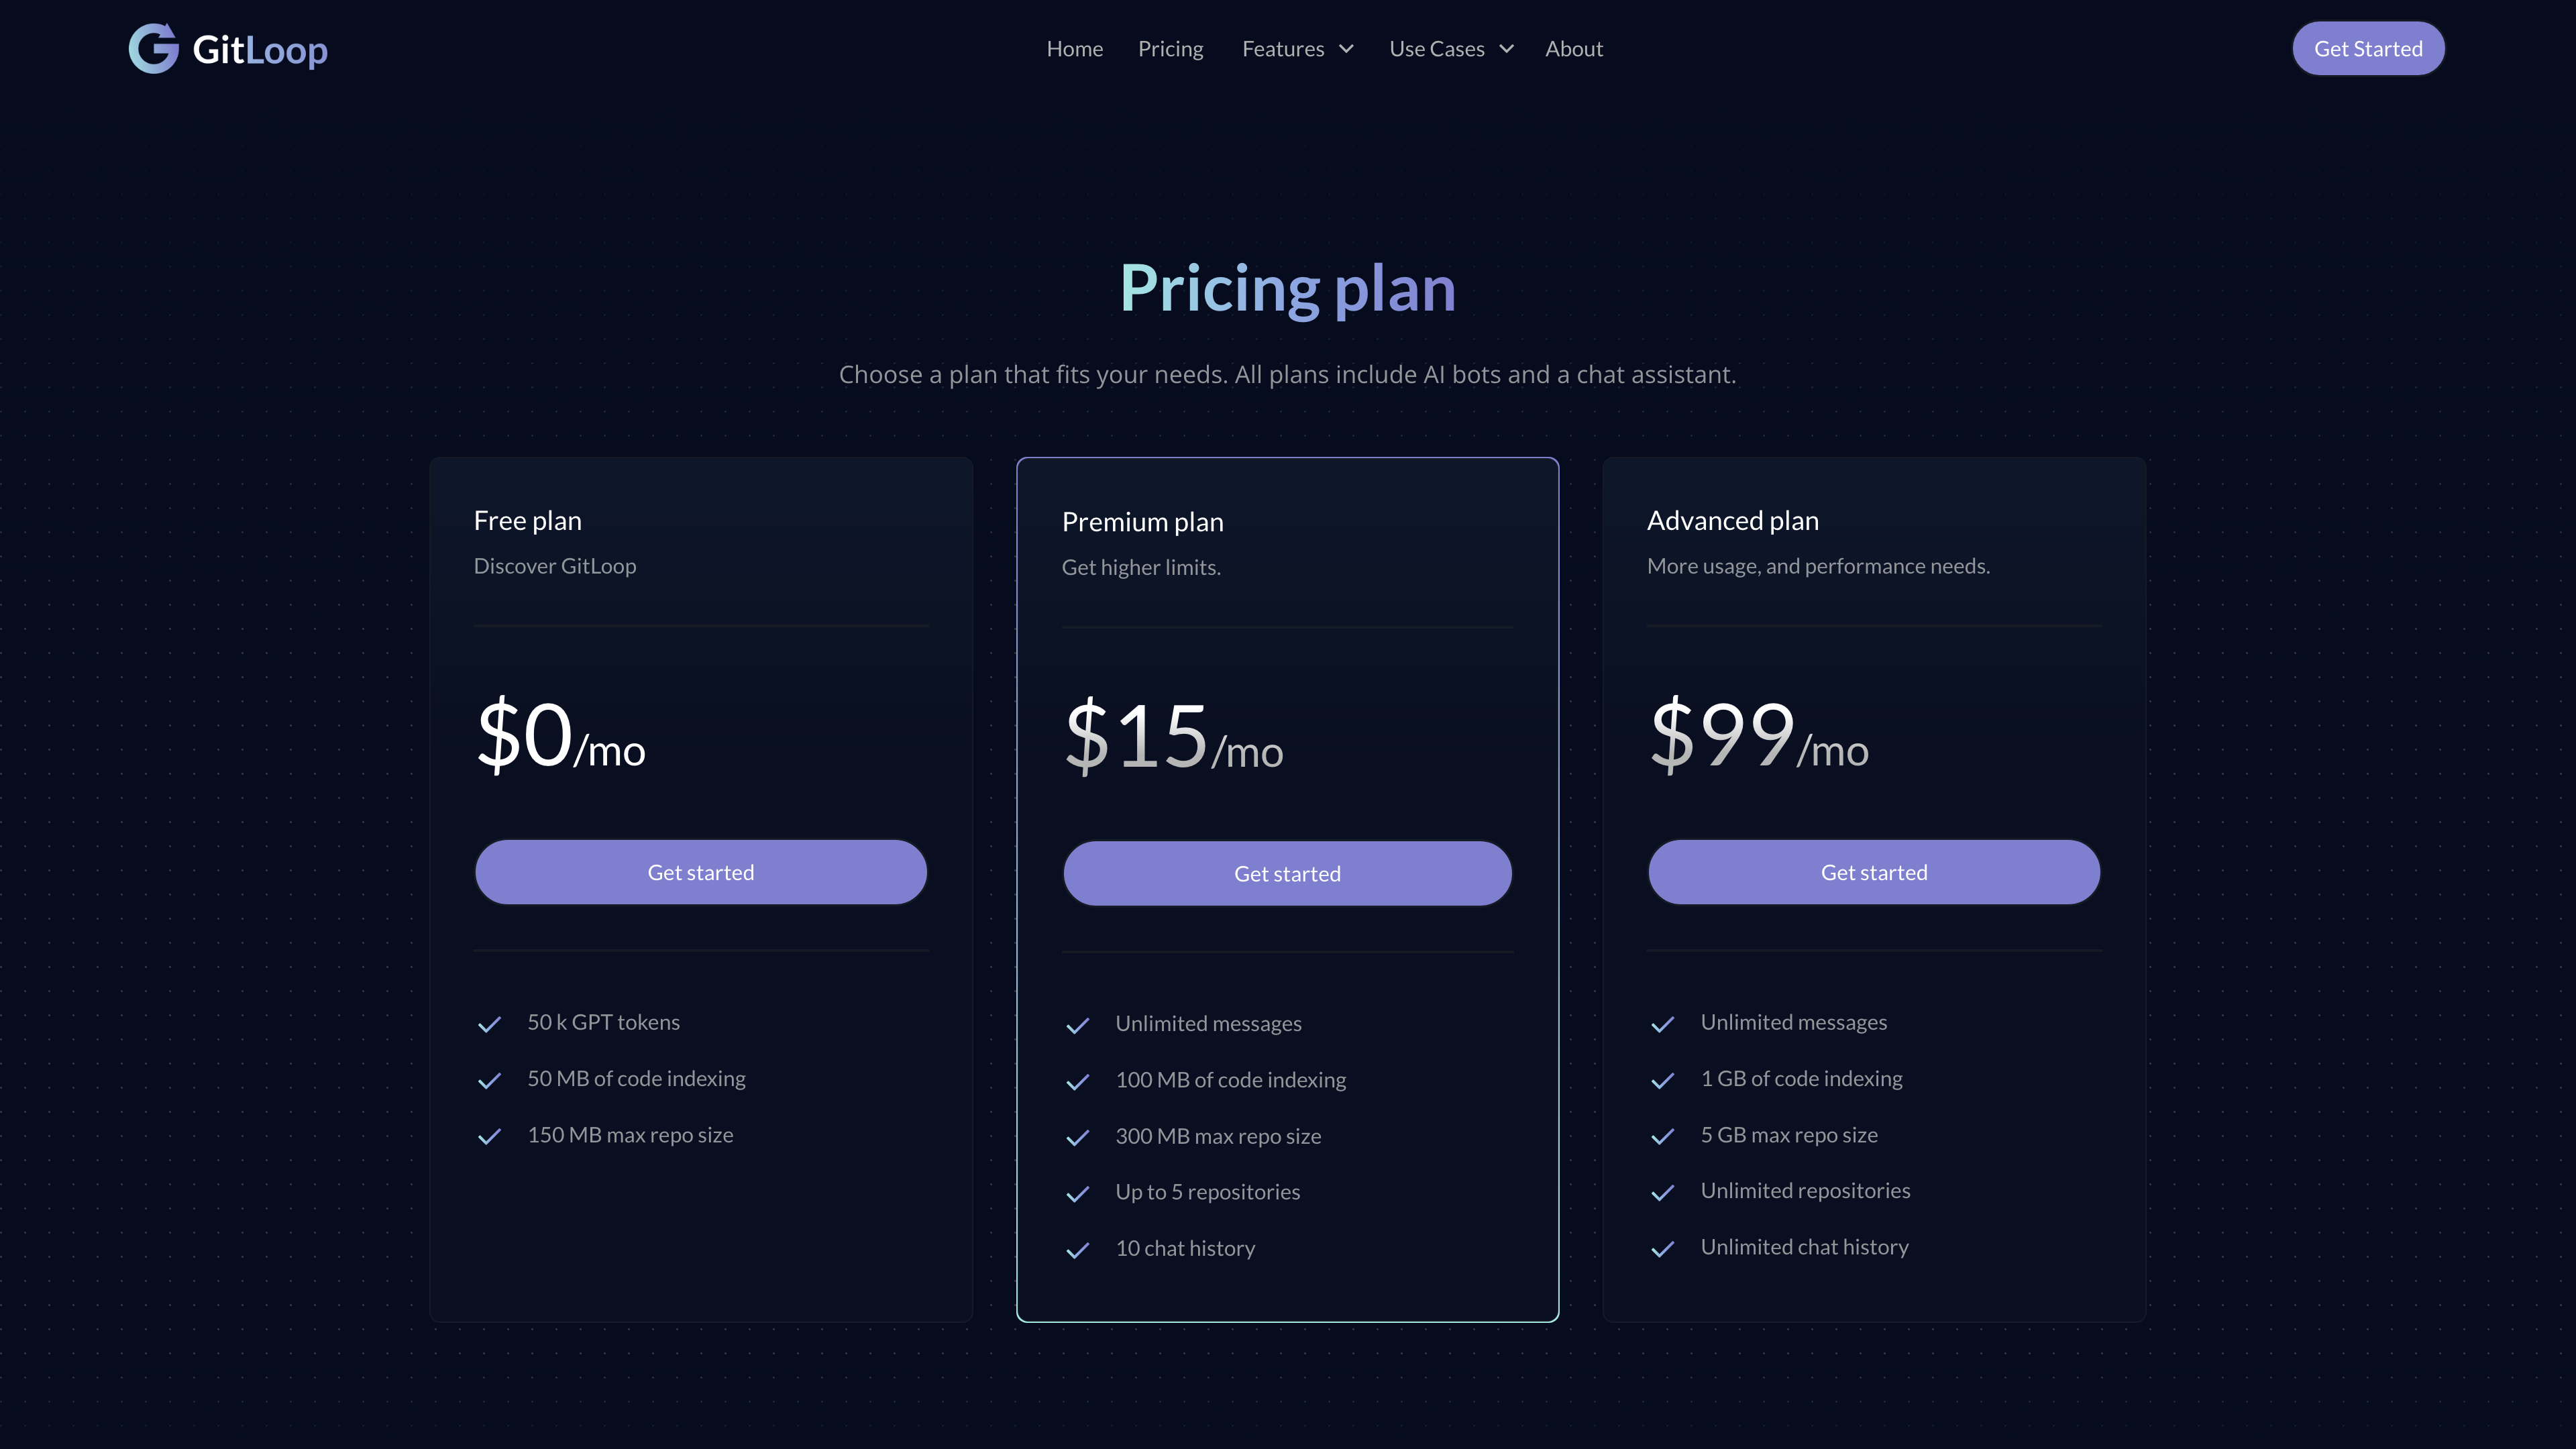 GitLoop
Home
Pricing
Features
Use Cases
About
Get Started
Pricing plan
Choose a plan that fits your needs. All plans include AI bots and a chat assistant.
Free plan
Discover GitLoop
$0/mo
Get started
50 k GPT tokens
50 MB of code indexing
150 MB max repo size
Premium plan
Get higher limits.
$15/mo
Get started
Unlimited messages
100 MB of code indexing
300 MB max repo size
Up to 5 repositories
10 chat history
Advanced plan
More usage, and performance needs.
$99/mo
Get started
Unlimited messages
1 GB of code indexing
5 GB max repo size
Unlimited repositories
Unlimited chat history